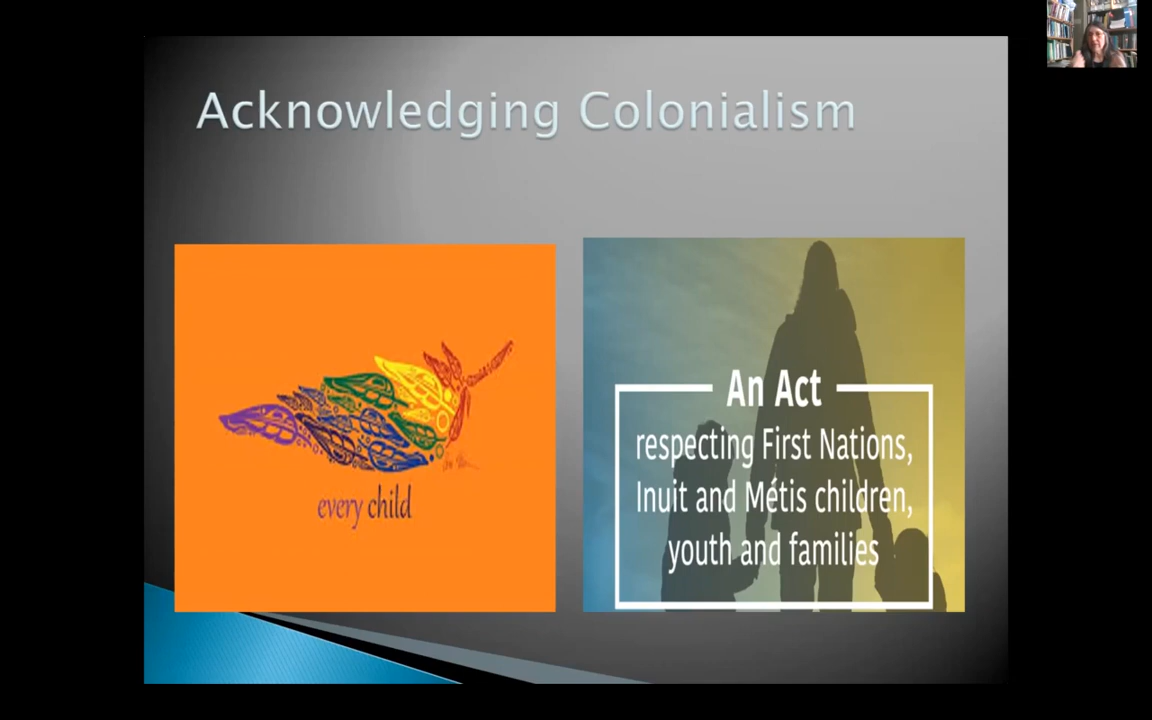 Acknowledging Colonialism
every child
An Act
respecting First Nations,
Inuit and Métis children,
youth and families